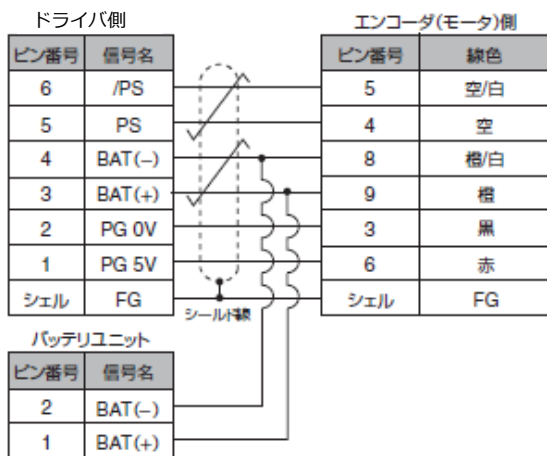 ドライバ側
エンコーダ(モータ)側
ピン番号 信号名 ピン番号 線色
6 /PS 5 空/白
5 PS 4 空
4 BAT(−) 8 橙/白
3 BAT(+) 9 橙
2 PG 0V 3 黒
1 PG 5V 6 赤
シェル FG シェル FG
シールド線
バッテリユニット
ピン番号 信号名
2 BAT(−)
1 BAT(+)